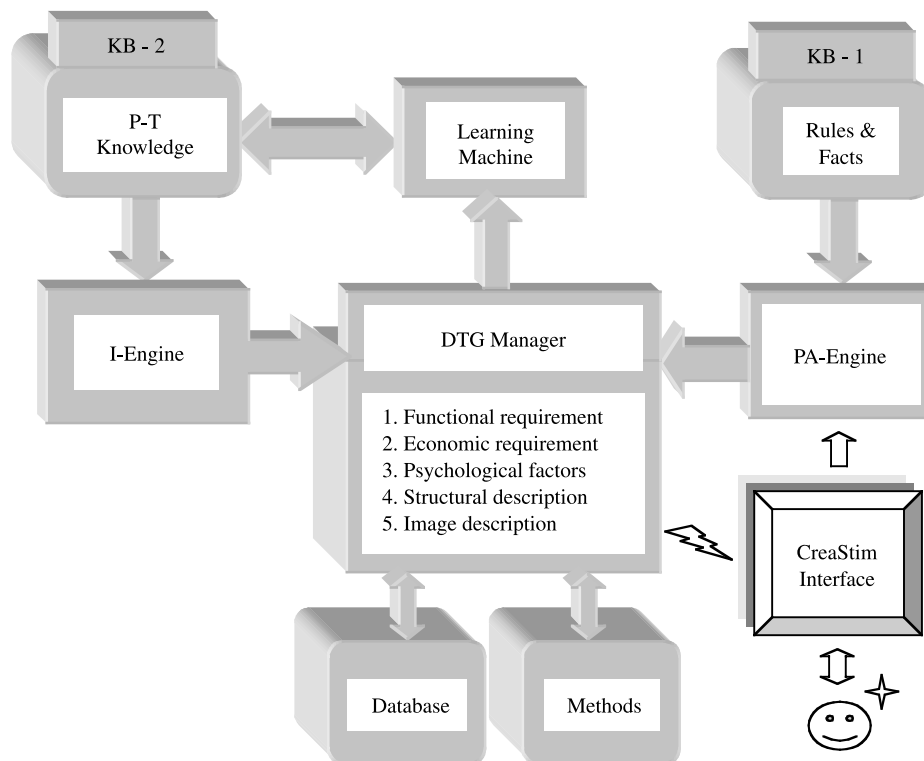 KB - 2
P-T
Knowledge
Learning
Machine
KB - 1
Rules &
Facts
I-Engine
DTG Manager
PA-Engine
1. Functional requirement
2. Economic requirement
3. Psychological factors
4. Structural description
5. Image description
CreaStim
Interface
Database
Methods